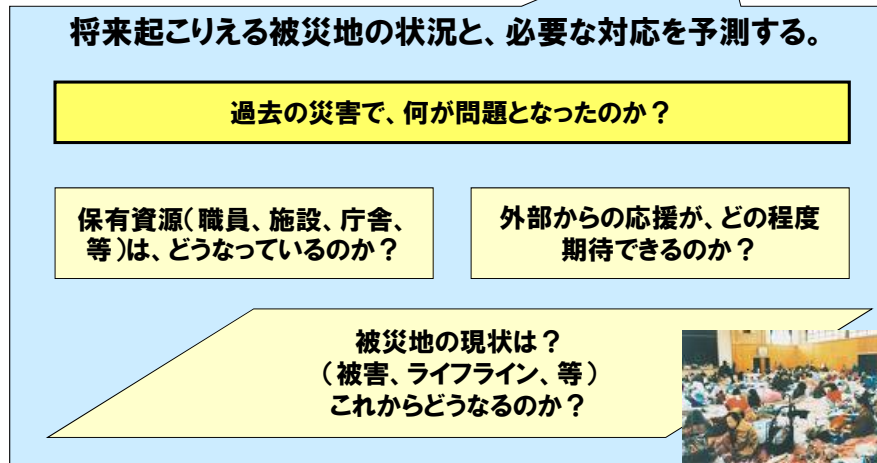 将来起こりえる被災地の状況と、必要な対応を予測する。
過去の災害で、何が問題となったのか？
保有資源（職員、施設、庁舎、
等）は、どうなっているのか？
外部からの応援が、どの程度
期待できるのか？
被災地の現状は？
（被害、ライフライン、等）
これからどうなるのか？